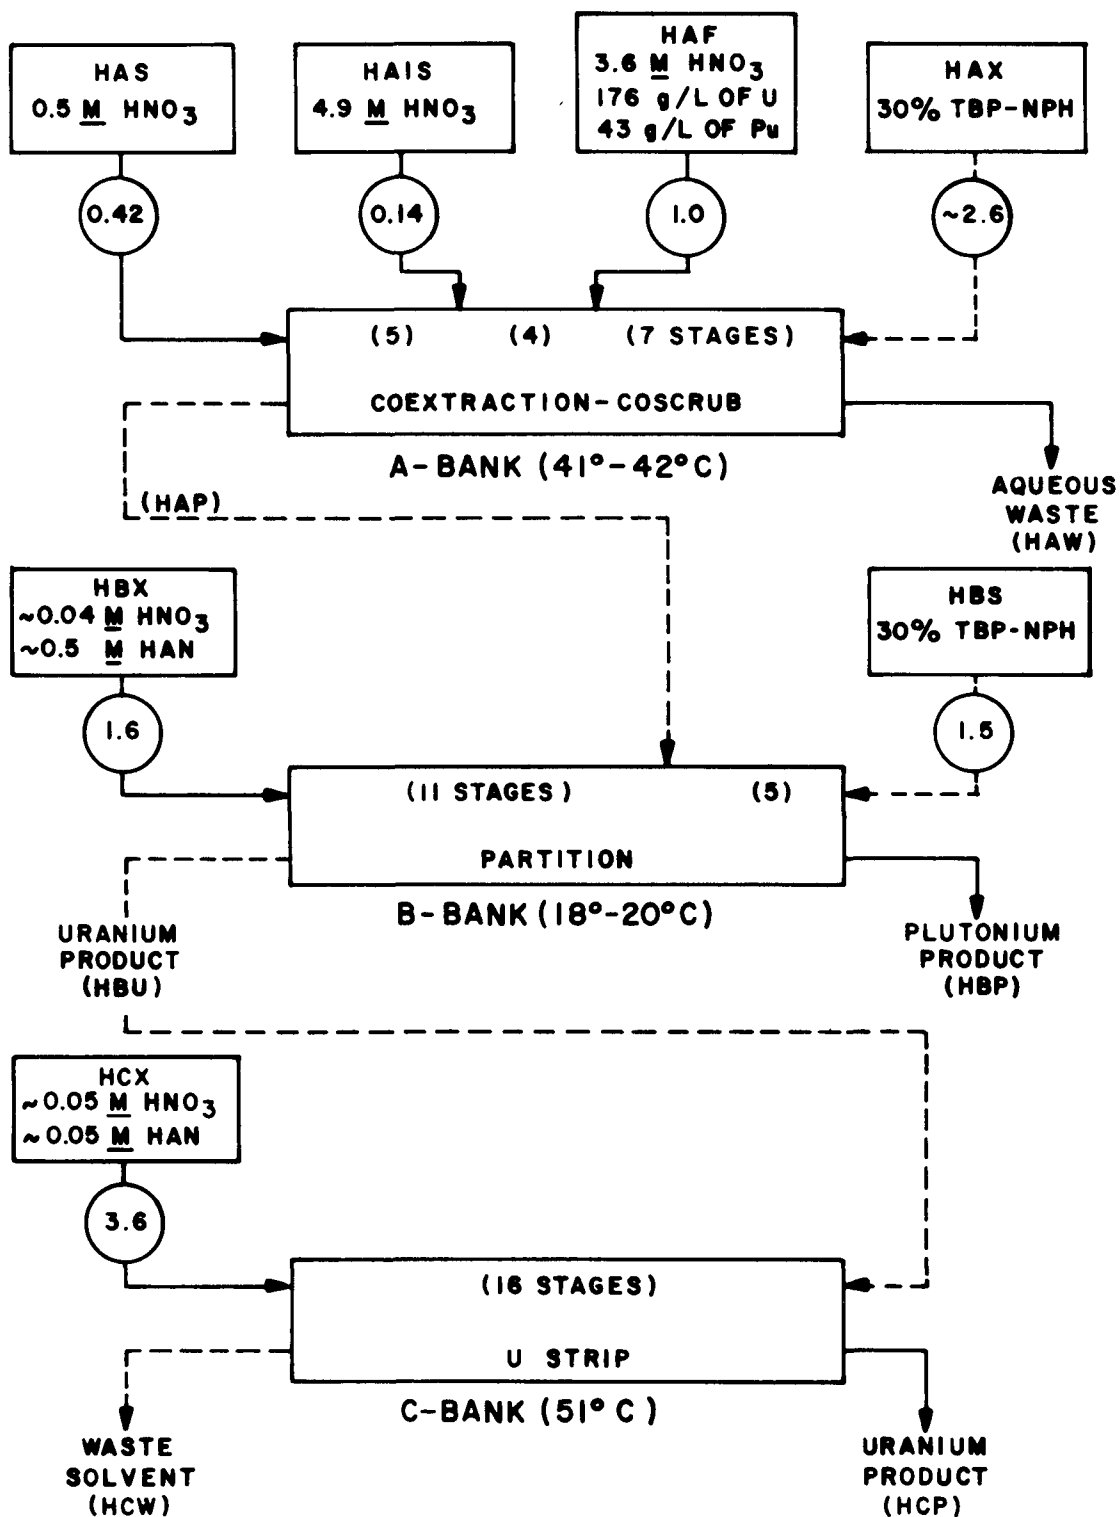 HAS
0.5 M HNO3
HAIS
4.9 M HNO3
HAF
3.6 M HNO3
176 g/L OF U
43 g/L OF Pu
HAX
30% TBP-NPH
0.42
0.14
1.0
~2.6
(5)
(4)
(7 STAGES)
COEXTRACTION-COSCRUB
A-BANK (41°-42°C)
(HAP)
AQUEOUS
WASTE
(HAW)
HBX
~0.04 M HNO3
~0.5 M HAN
HBS
30% TBP-NPH
1.6
1.5
(11 STAGES)
(5)
PARTITION
B-BANK (18°-20°C)
URANIUM
PRODUCT
(HBU)
PLUTONIUM
PRODUCT
(HBP)
HCX
~0.05 M HNO3
~0.05 M HAN
3.6
(16 STAGES)
U STRIP
C-BANK (51°C)
WASTE
SOLVENT
(HCW)
URANIUM
PRODUCT
(HCP)